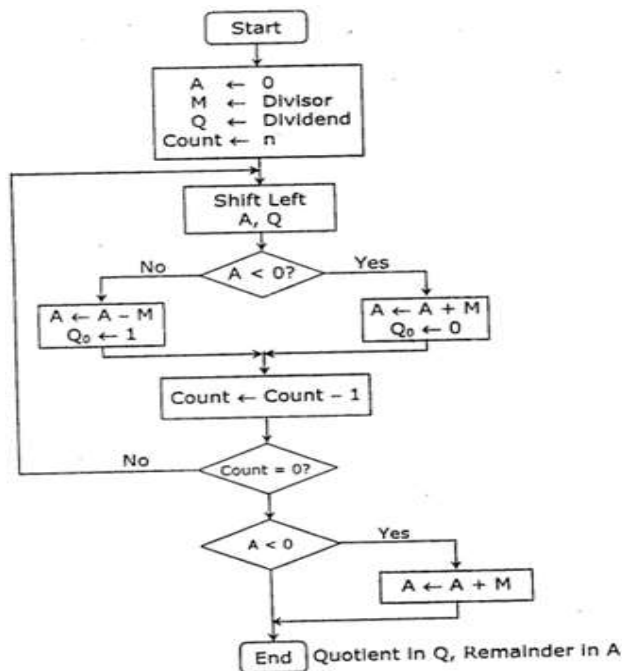 Start
A ← 0
M ← Divisor
Q ← Dividend
Count ← n
Shift Left
A, Q
No
A < 0?
Yes
A ← A − M
Q₀ ← 1
A ← A + M
Q₀ ← 0
Count ← Count − 1
No
Count = 0?
A < 0
Yes
A ← A + M
End
Quotient in Q, Remainder in A